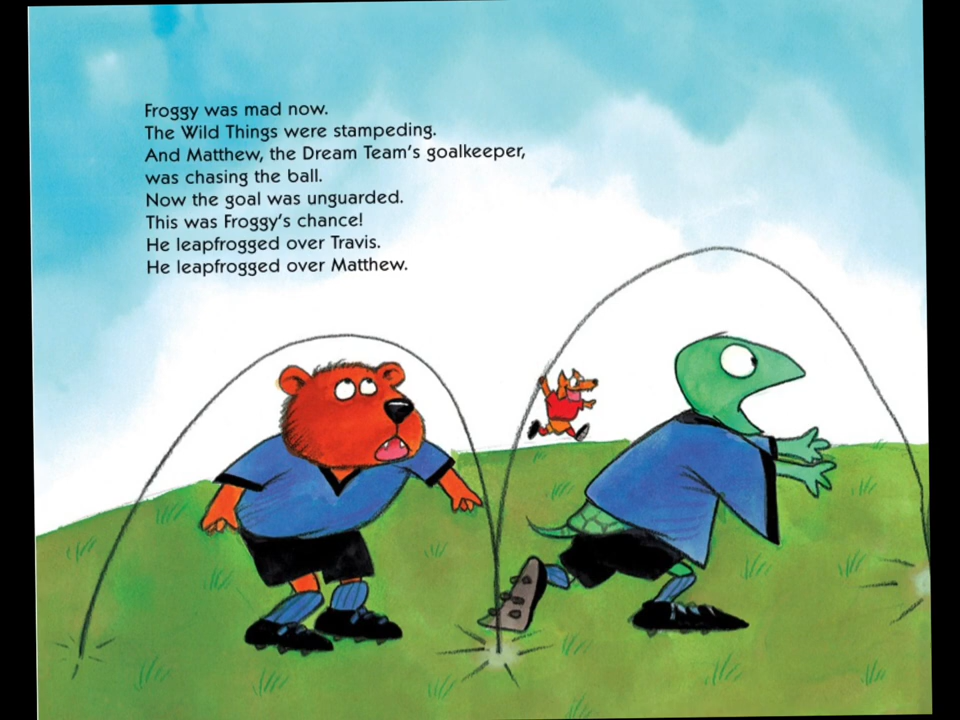 Froggy was mad now.
The Wild Things were stampeding.
And Matthew, the Dream Team's goalkeeper,
was chasing the ball.
Now the goal was unguarded.
This was Froggy's chance!
He leapfrogged over Travis.
He leapfrogged over Matthew.